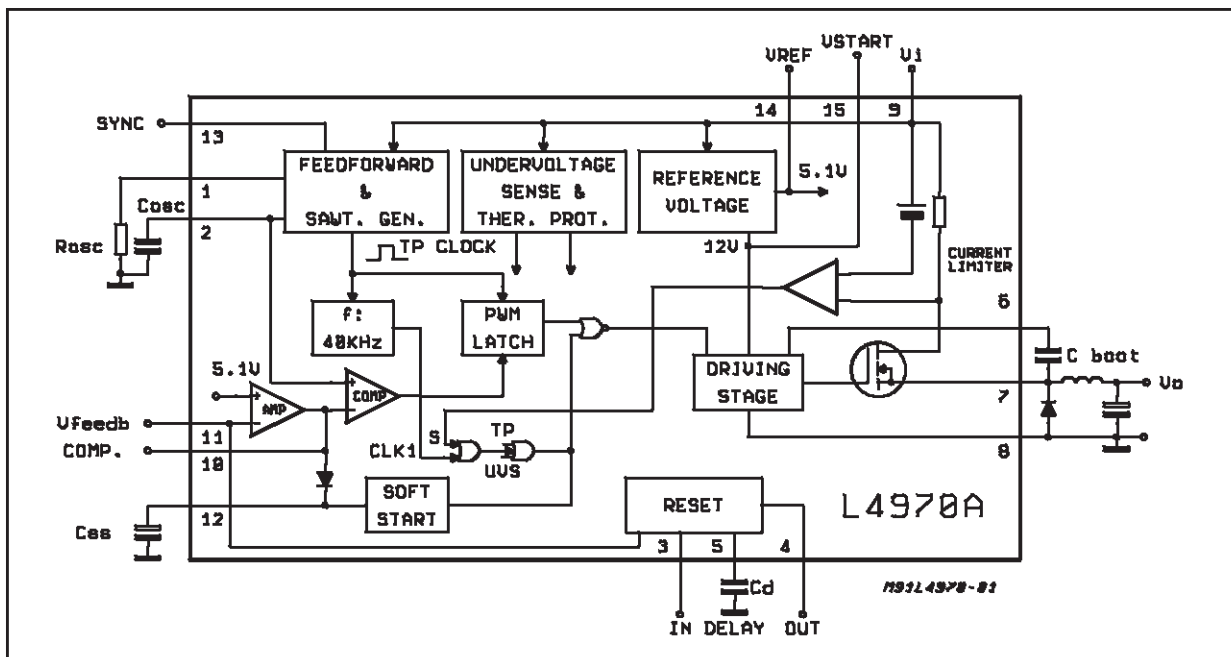 VREF
VSTART
Vi
SYNC
13
14
15
9
1
Cosc
2
Rosc
FEEDFORWARD
&
SAWT. GEN.
UNDERVOLTAGE
SENSE &
THER. PROT.
REFERENCE
VOLTAGE
5.1V
TP CLOCK
12V
CURRENT
LIMITER
6
f:
40KHz
PWM
LATCH
5.1V
+
-
AMP
+
-
COMP
+
-
DRIVING
STAGE
C boot
7
Vo
Vfeedb
11
COMP.
10
S
CLK1
TP
UVS
8
Css
12
SOFT
START
RESET
L4970A
3
5
4
Cd
M91L4970-01
IN
DELAY
OUT